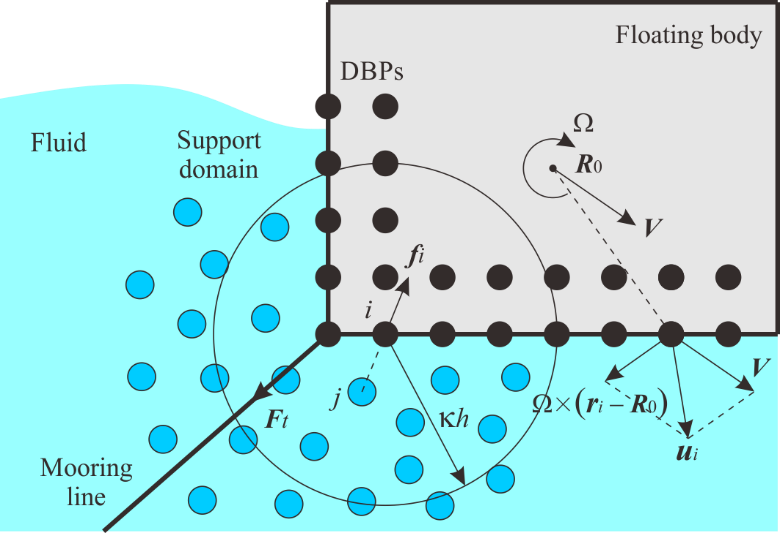 Floating body
DBPs
Ω
Fluid
Support
domain
R0
V
fi
i
V
j
Ω×(ri−R0)
κh
Ft
ui
Mooring
line